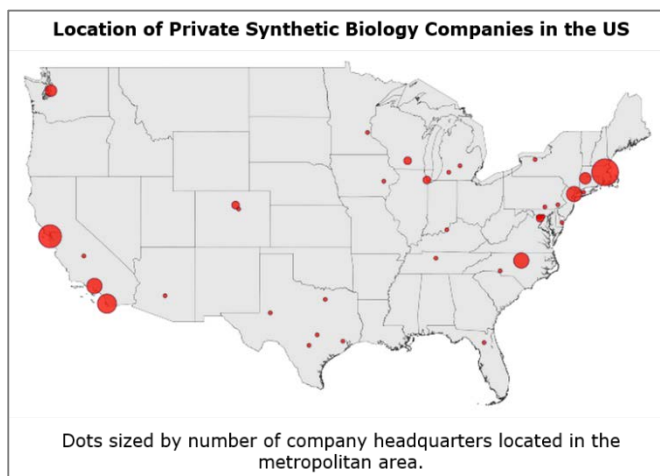 Location of Private Synthetic Biology Companies in the US
Dots sized by number of company headquarters located in the
metropolitan area.